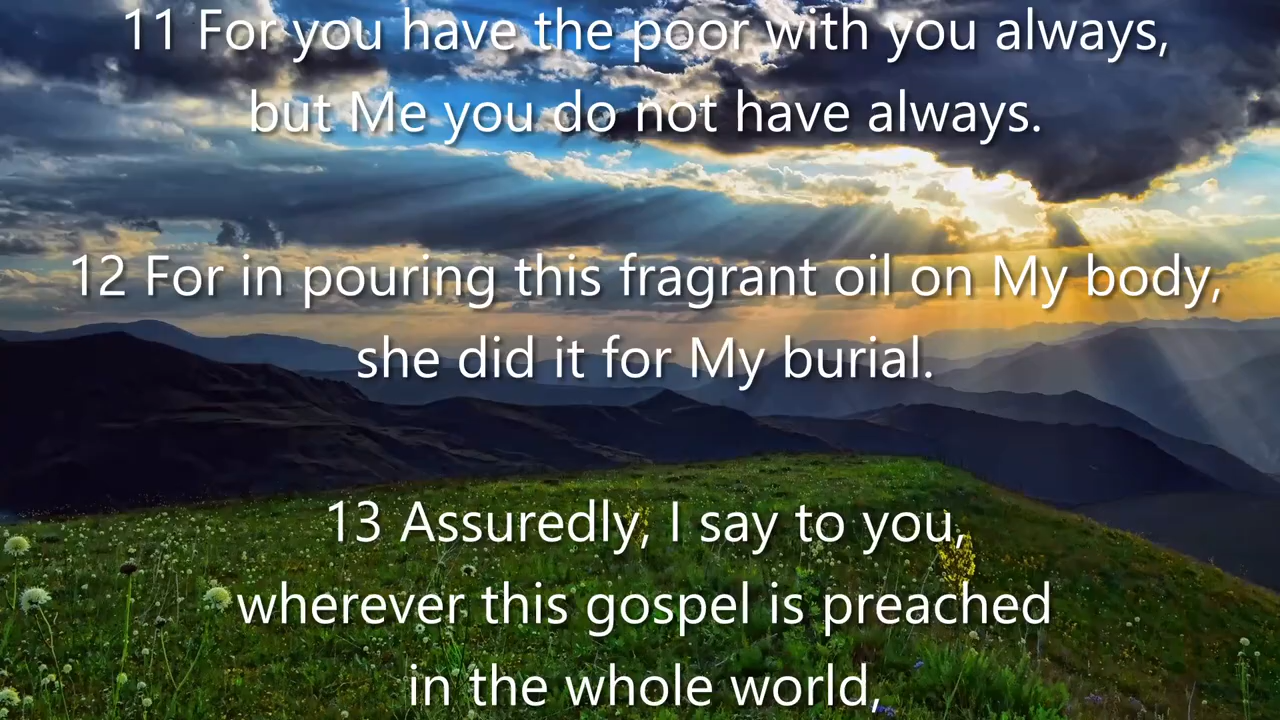 11 For you have the poor with you always,
but Me you do not have always.
12 For in pouring this fragrant oil on My body,
she did it for My burial.
13 Assuredly, I say to you,
wherever this gospel is preached
in the whole world,